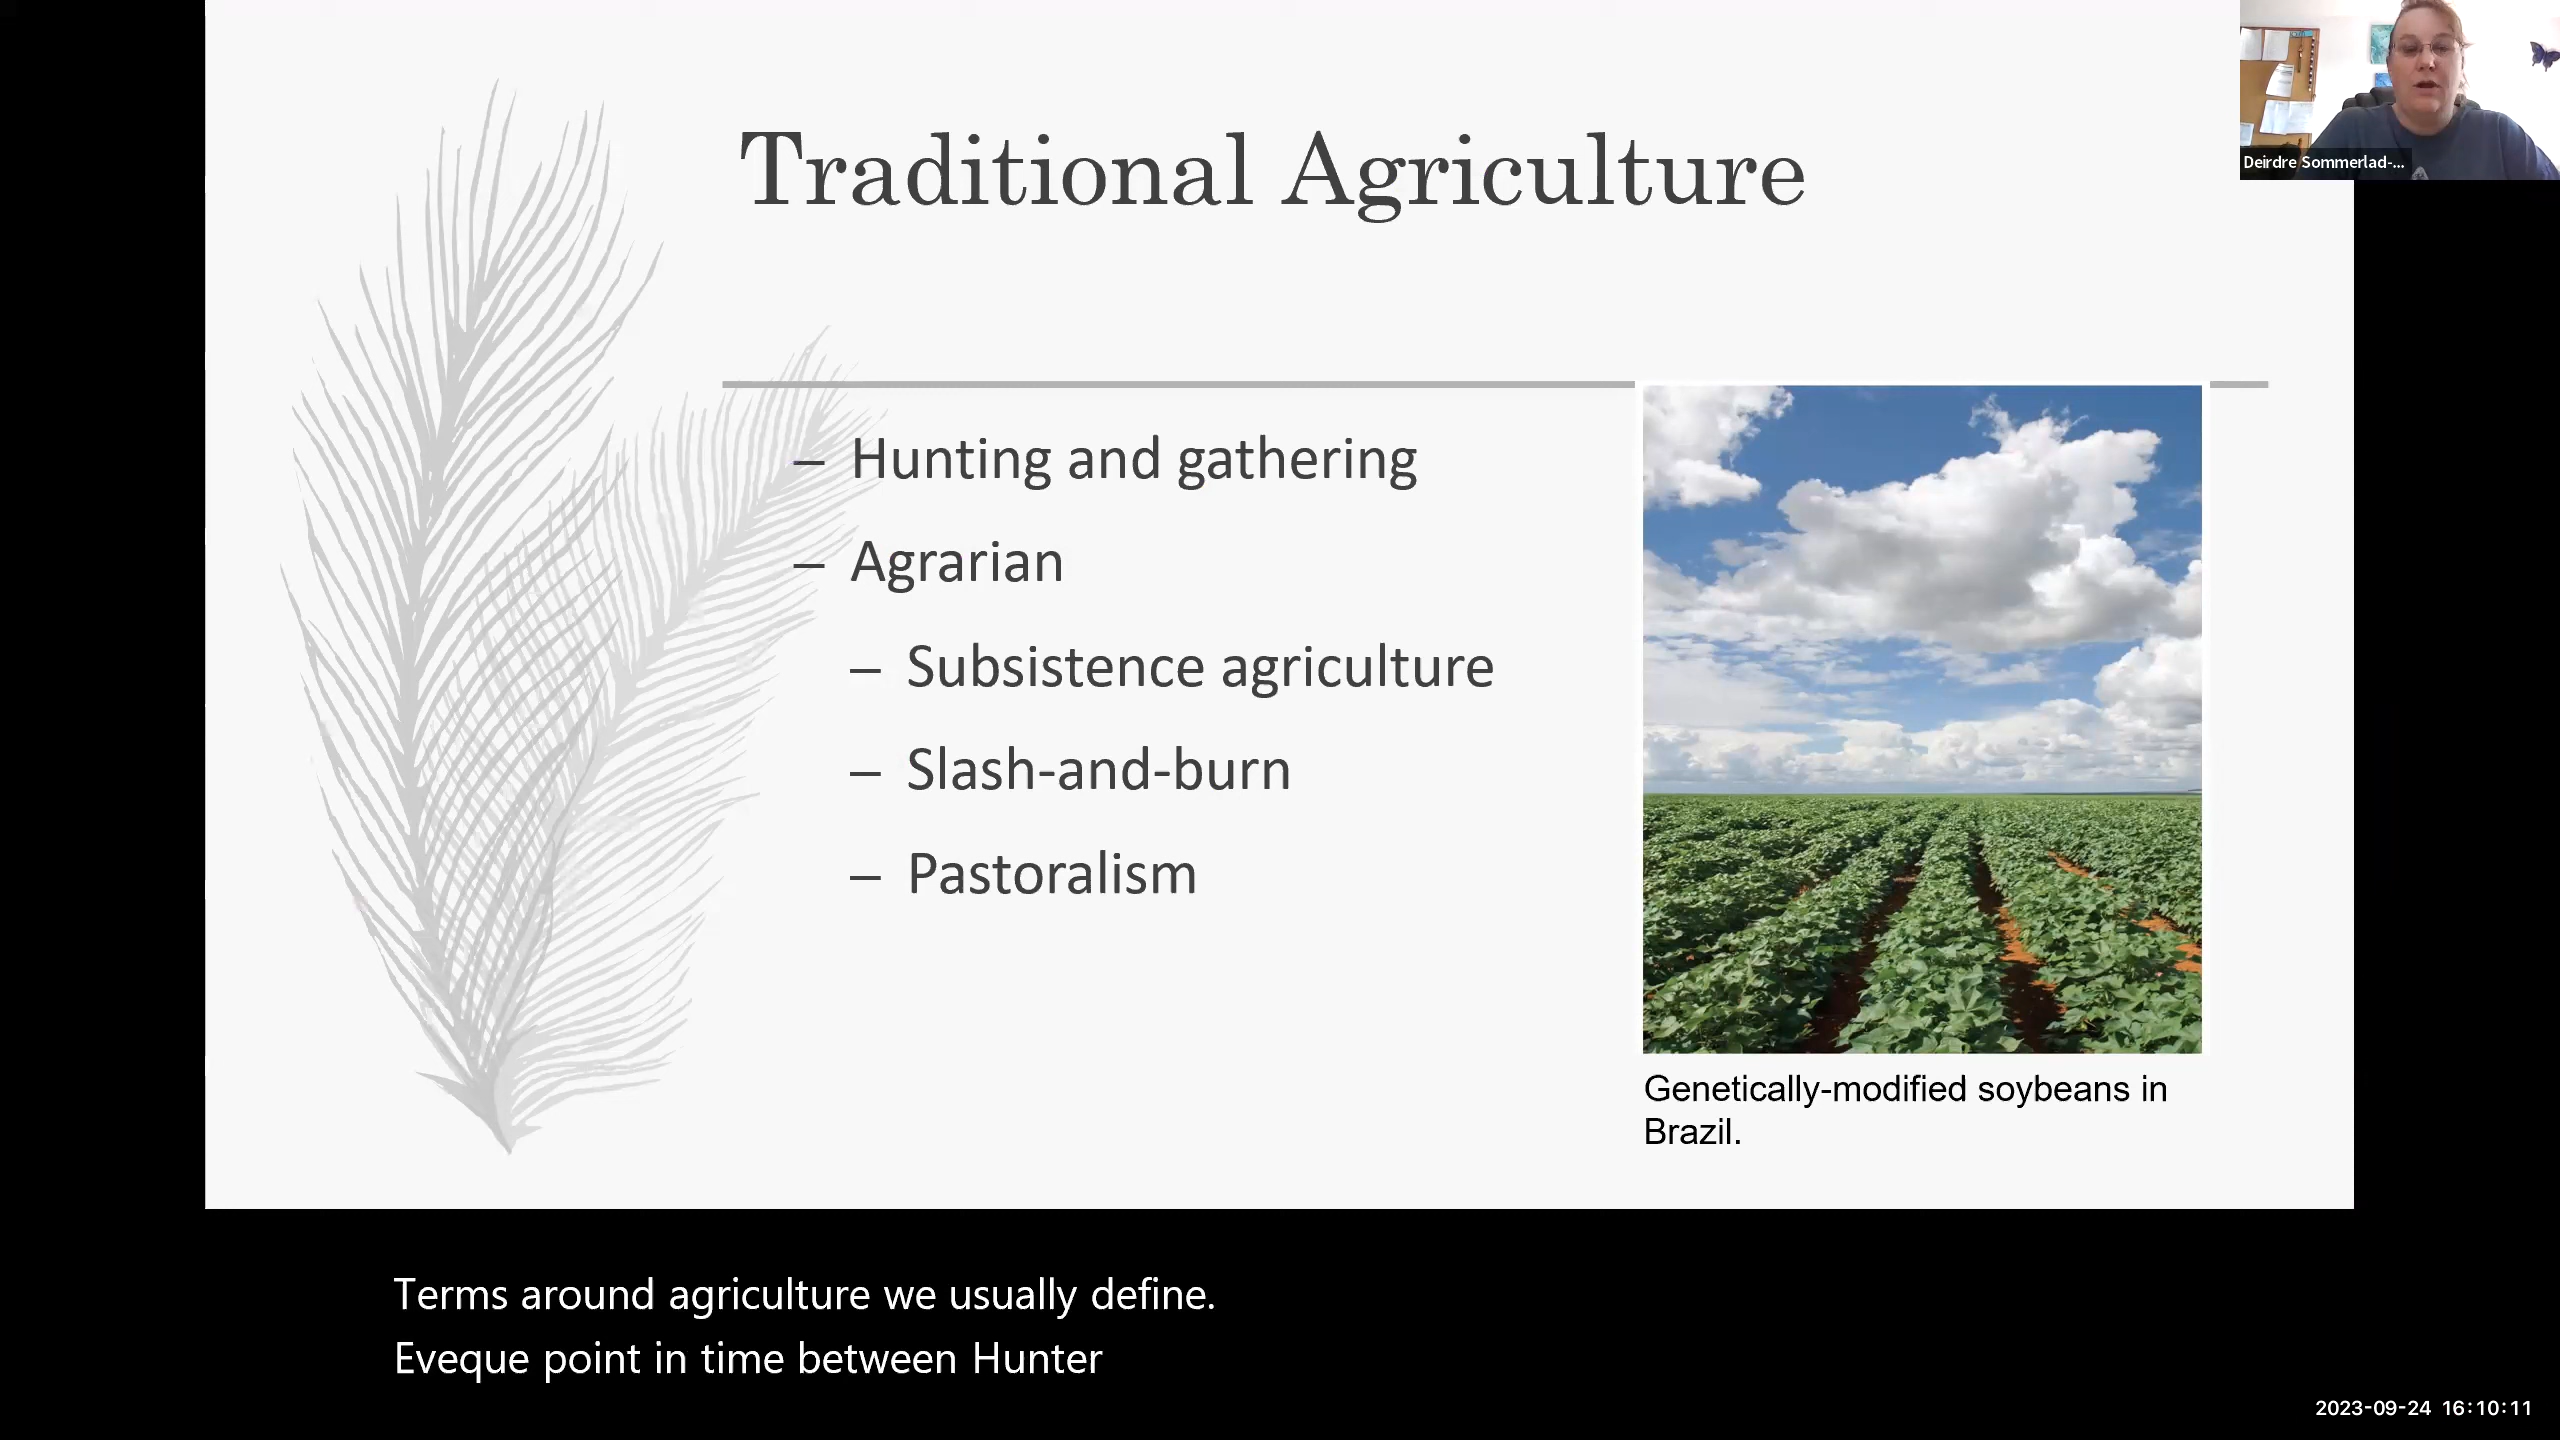 Traditional Agriculture
Deirdre Sommerlad-...
– Hunting and gathering
– Agrarian
– Subsistence agriculture
– Slash-and-burn
– Pastoralism
Genetically-modified soybeans in
Brazil.
Terms around agriculture we usually define.
Eveque point in time between Hunter
2023-09-24 16:10:11